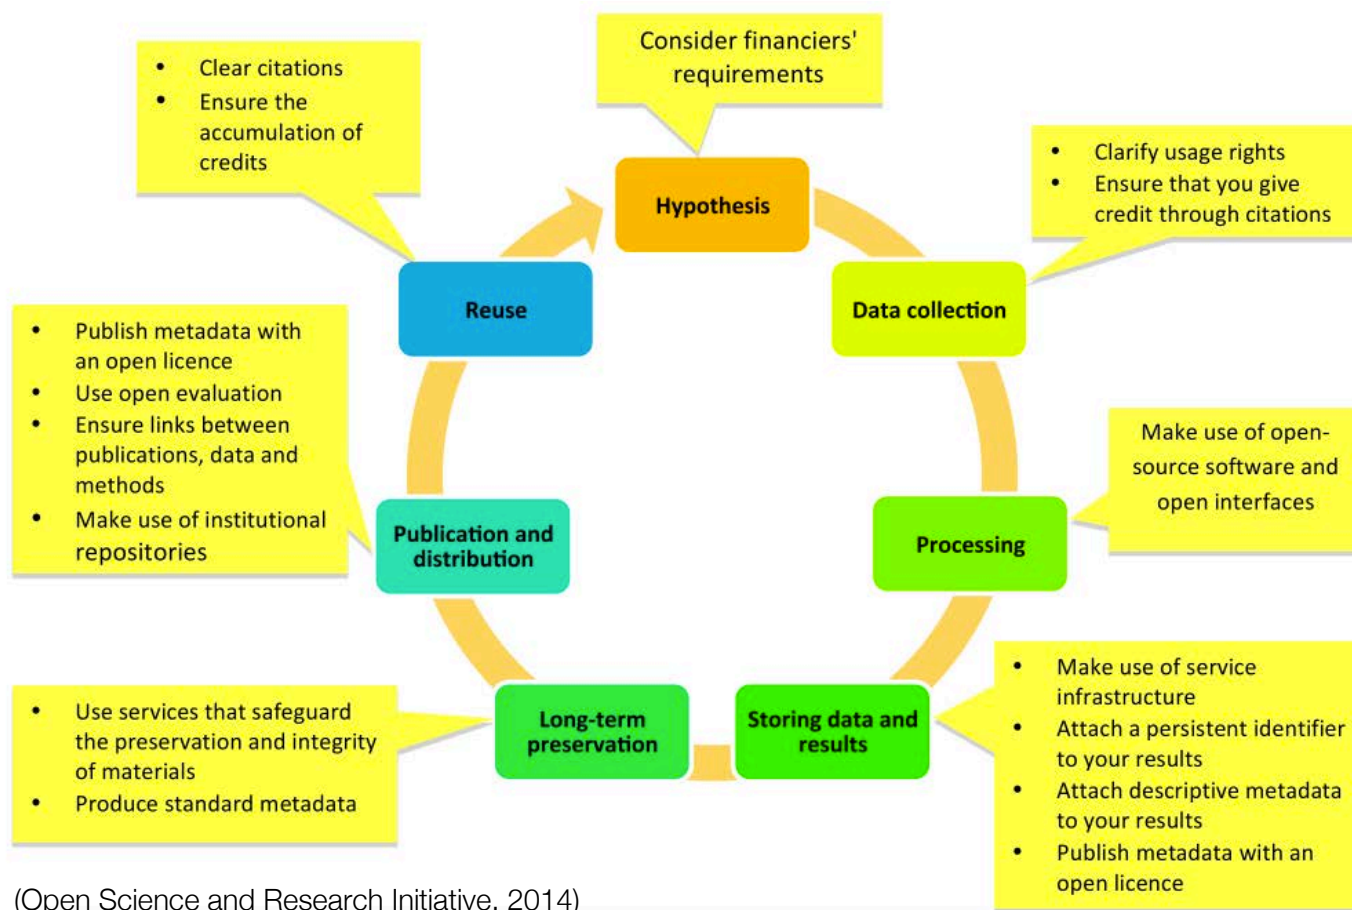 Consider financiers'
requirements
Hypothesis
• Clarify usage rights
• Ensure that you give
credit through citations
Data collection
Make use of open-
source software and
open interfaces
Processing
• Make use of service
infrastructure
• Attach a persistent identifier
to your results
• Attach descriptive metadata
to your results
• Publish metadata with an
open licence
Storing data and
results
• Use services that safeguard
the preservation and integrity
of materials
• Produce standard metadata
Long-term
preservation
• Publish metadata with
an open licence
• Use open evaluation
• Ensure links between
publications, data and
methods
• Make use of institutional
repositories
Publication and
distribution
• Clear citations
• Ensure the
accumulation of
credits
Reuse
(Open Science and Research Initiative, 2014)